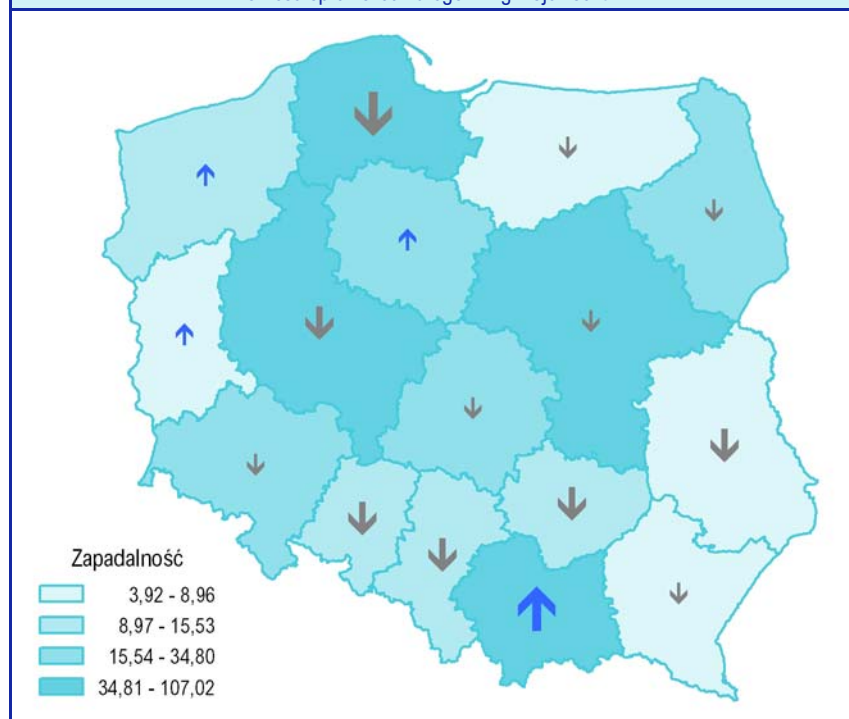 Zapadalność
3,92 - 8,96
8,97 - 15,53
15,54 - 34,80
34,81 - 107,02